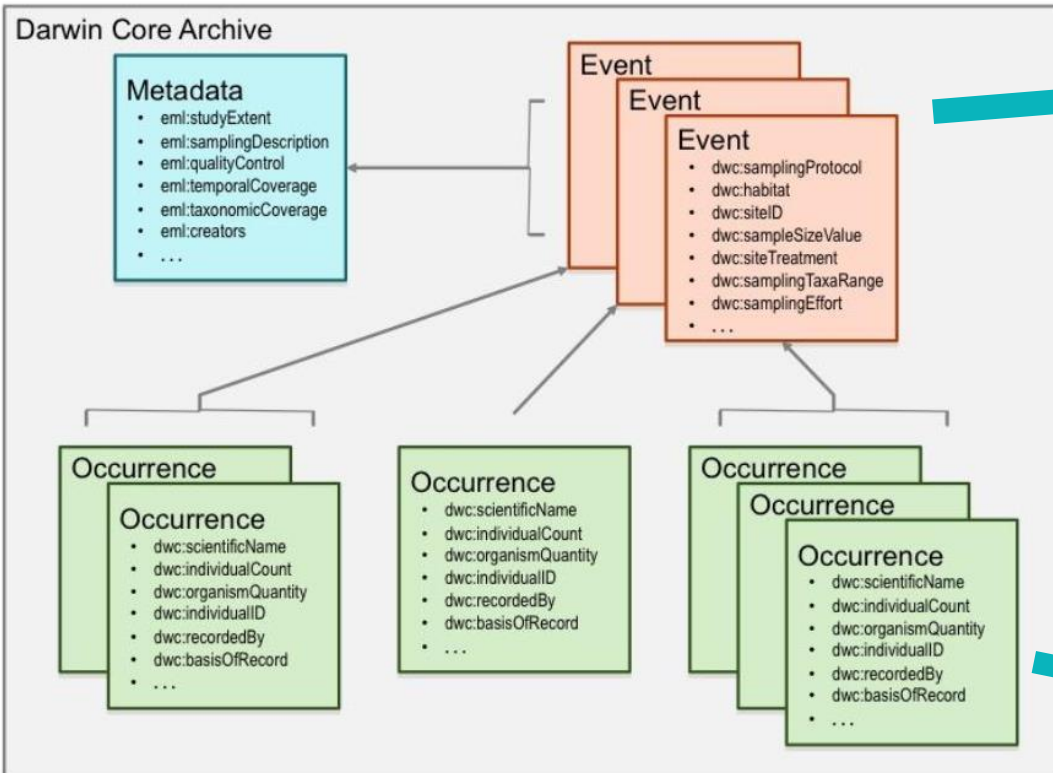 Darwin Core Archive
Metadata
• eml:studyExtent
• eml:samplingDescription
• eml:qualityControl
• eml:temporalCoverage
• eml:taxonomicCoverage
• eml:creators
• . . .
Event
Event
Event
• dwc:samplingProtocol
• dwc:habitat
• dwc:siteID
• dwc:sampleSizeValue
• dwc:siteTreatment
• dwc:samplingTaxaRange
• dwc:samplingEffort
• . . .
Occurrence
Occurrence
• dwc:scientificName
• dwc:individualCount
• dwc:organismQuantity
• dwc:individualID
• dwc:recordedBy
• dwc:basisOfRecord
• . . .
Occurrence
• dwc:scientificName
• dwc:individualCount
• dwc:organismQuantity
• dwc:individualID
• dwc:recordedBy
• dwc:basisOfRecord
• . . .
Occurrence
Occurrence
Occurrence
• dwc:scientificName
• dwc:individualCount
• dwc:organismQuantity
• dwc:individualID
• dwc:recordedBy
• dwc:basisOfRecord
• . . .